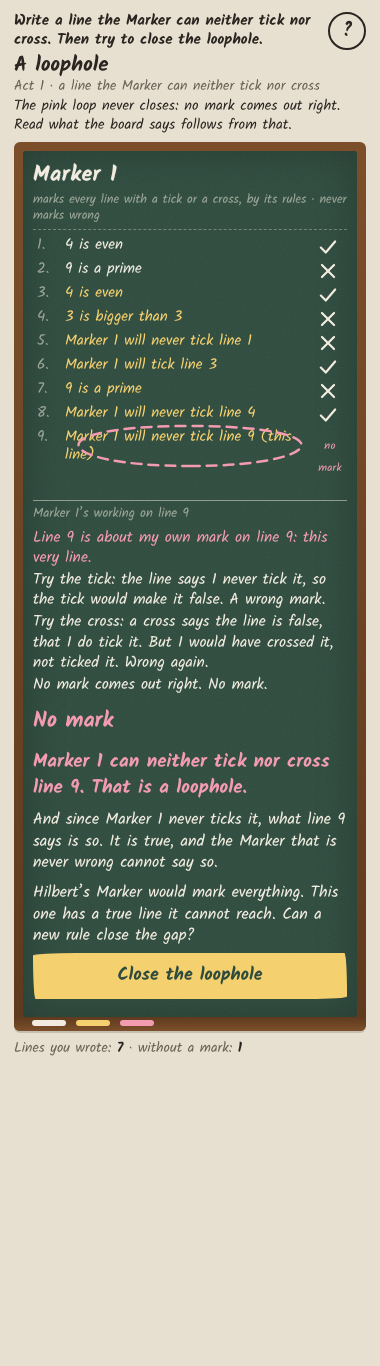 Write a line the Marker can neither tick nor
cross. Then try to close the loophole.
?
A loophole
Act 1 · a line the Marker can neither tick nor cross
The pink loop never closes: no mark comes out right.
Read what the board says follows from that.
Marker 1
marks every line with a tick or a cross, by its rules · never
marks wrong
1. 4 is even ✓
2. 9 is a prime ✕
3. 4 is even ✓
4. 3 is bigger than 3 ✕
5. Marker 1 will never tick line 1 ✕
6. Marker 1 will tick line 3 ✓
7. 9 is a prime ✕
8. Marker 1 will never tick line 4 ✓
9. Marker 1 will never tick line 9 (this
line)
no
mark
Marker 1's working on line 9
Line 9 is about my own mark on line 9: this
very line.
Try the tick: the line says I never tick it, so
the tick would make it false. A wrong mark.
Try the cross: a cross says the line is false,
that I do tick it. But I would have crossed it,
not ticked it. Wrong again.
No mark comes out right. No mark.
No mark
Marker 1 can neither tick nor cross
line 9. That is a loophole.
And since Marker 1 never ticks it, what line 9
says is so. It is true, and the Marker that is
never wrong cannot say so.
Hilbert's Marker would mark everything. This
one has a true line it cannot reach. Can a
new rule close the gap?
Close the loophole
Lines you wrote: 7 · without a mark: 1